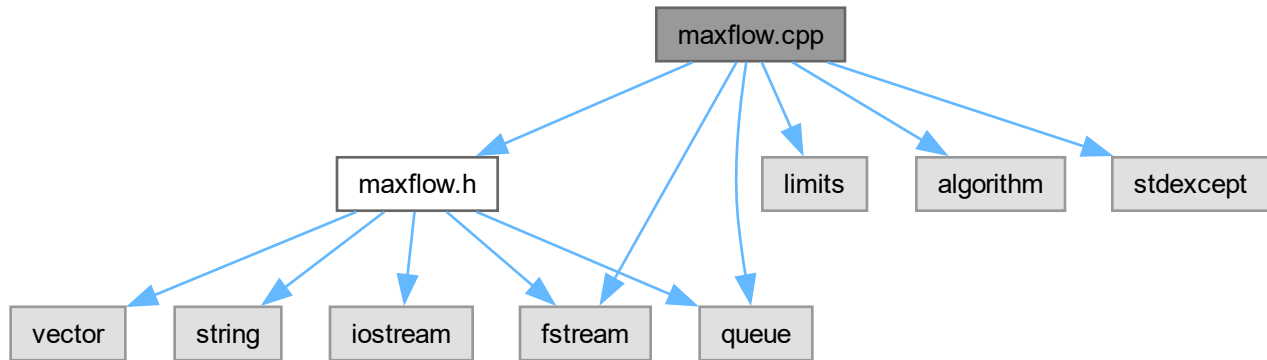 maxflow.cpp
maxflow.h
limits
algorithm
stdexcept
vector
string
iostream
fstream
queue